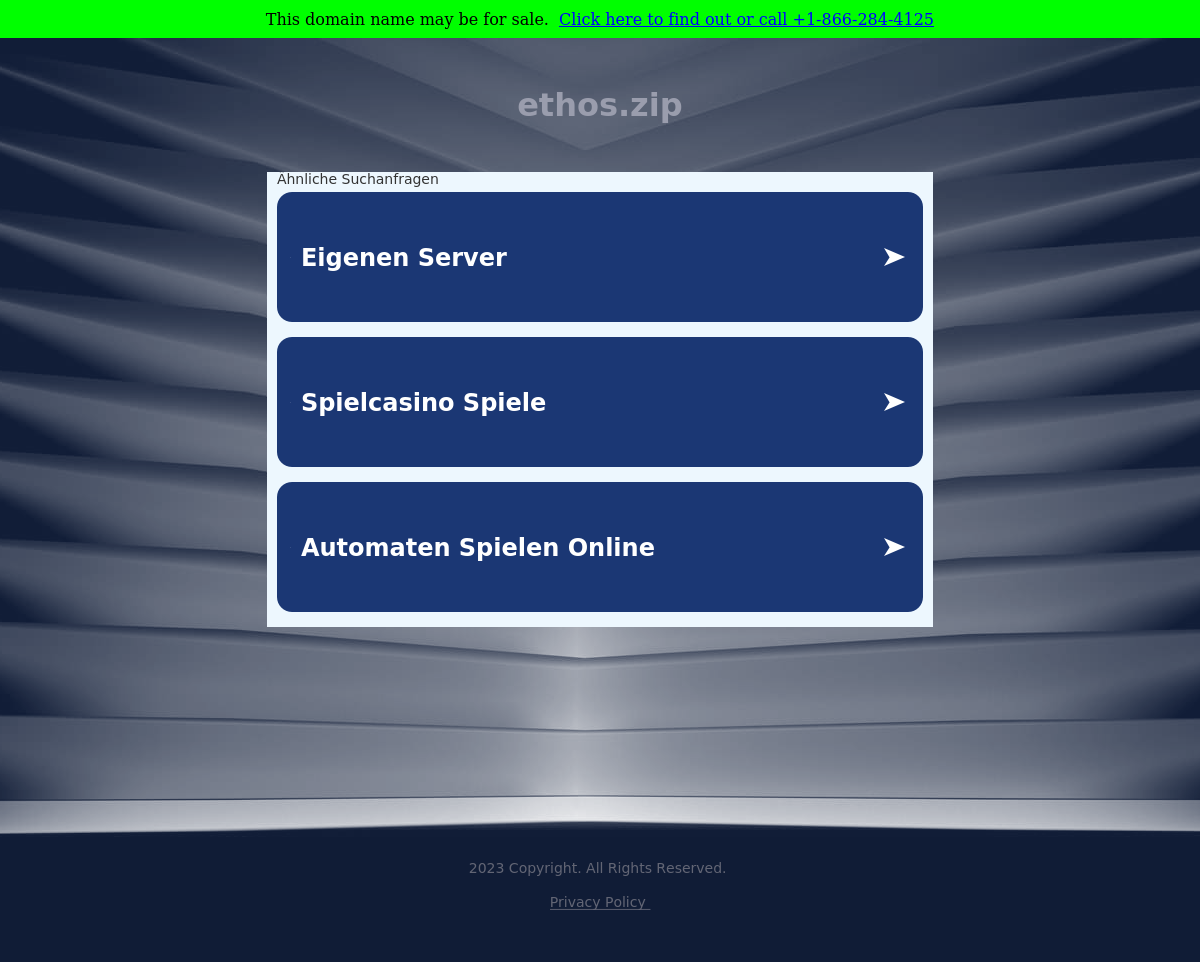 This domain name may be for sale. Click here to find out or call +1-866-284-4125
ethos.zip
Ähnliche Suchanfragen
Eigenen Server
Spielcasino Spiele
Automaten Spielen Online
2023 Copyright. All Rights Reserved.
Privacy Policy